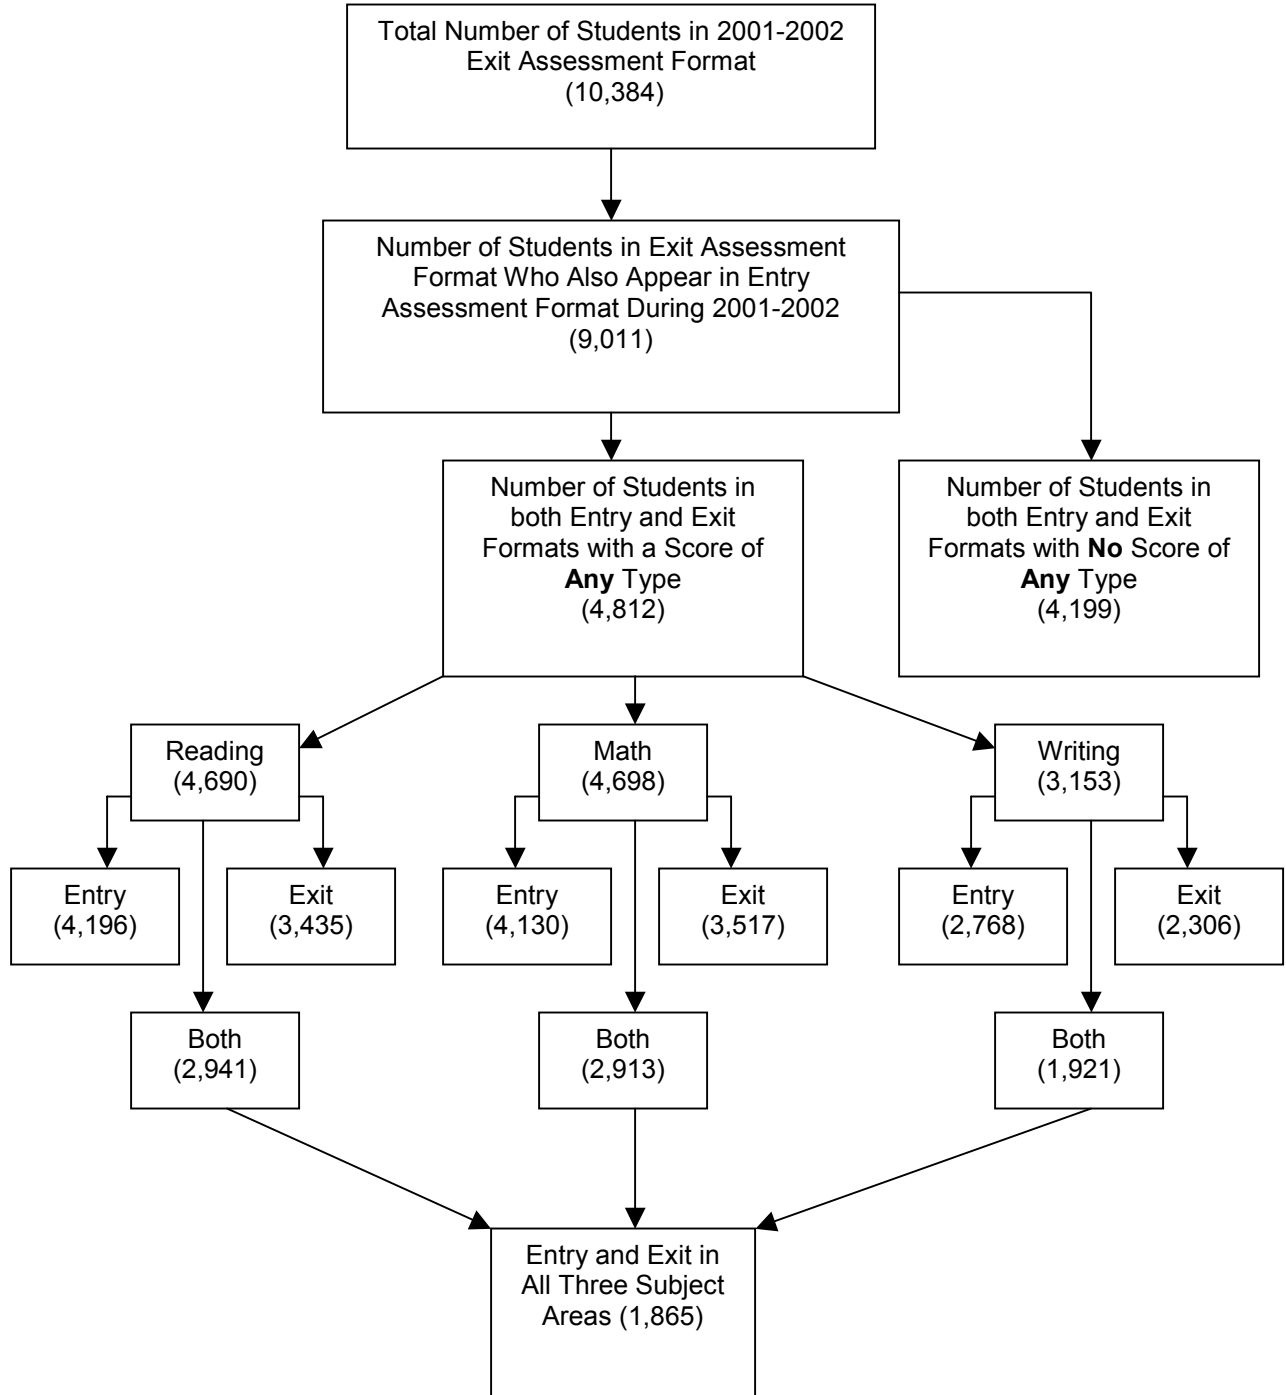 Total Number of Students in 2001-2002
Exit Assessment Format
(10,384)
Number of Students in Exit Assessment
Format Who Also Appear in Entry
Assessment Format During 2001-2002
(9,011)
Number of Students in
both Entry and Exit
Formats with a Score of
Any Type
(4,812)
Number of Students in
both Entry and Exit
Formats with No Score of
Any Type
(4,199)
Reading
(4,690)
Math
(4,698)
Writing
(3,153)
Entry
(4,196)
Exit
(3,435)
Entry
(4,130)
Exit
(3,517)
Entry
(2,768)
Exit
(2,306)
Both
(2,941)
Both
(2,913)
Both
(1,921)
Entry and Exit in
All Three Subject
Areas (1,865)